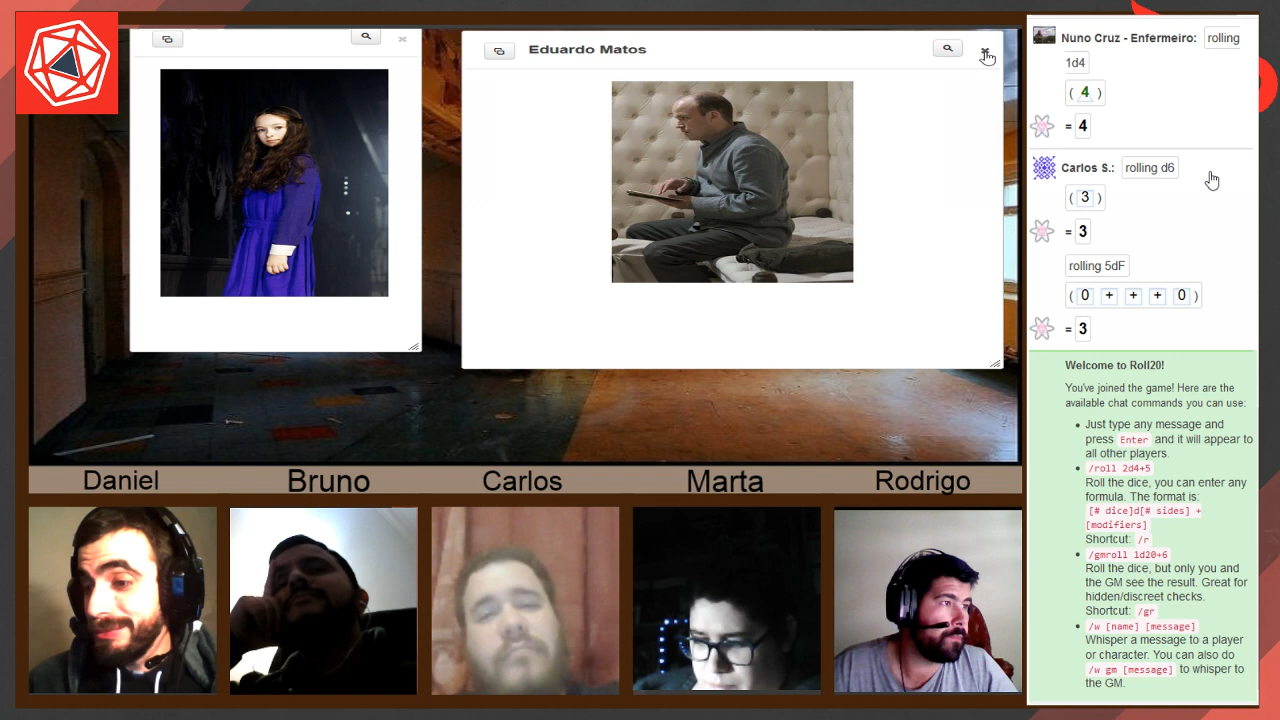 Eduardo Matos
Daniel
Bruno
Carlos
Marta
Rodrigo
Nuno Cruz - Enfermeiro: rolling
1d4
( 4 )
= 4
Carlos S.: rolling d6
( 3 )
= 3
rolling 5dF
( 0 + + + 0 )
= 3
Welcome to Roll20!
You've joined the game! Here are the
available chat commands you can use:
• Just type any message and
press Enter and it will appear to
all other players.
• /roll 2d4+5
Roll the dice, you can enter any
formula. The format is:
[# dice]d[# sides] +
[modifiers]
Shortcut: /r
• /gmroll 1d20+6
Roll the dice, but only you and
the GM see the result. Great for
hidden/discreet checks.
Shortcut: /gr
• /w [name] [message]
Whisper a message to a player
or character. You can also do
/w gm [message] to whisper to
the GM.